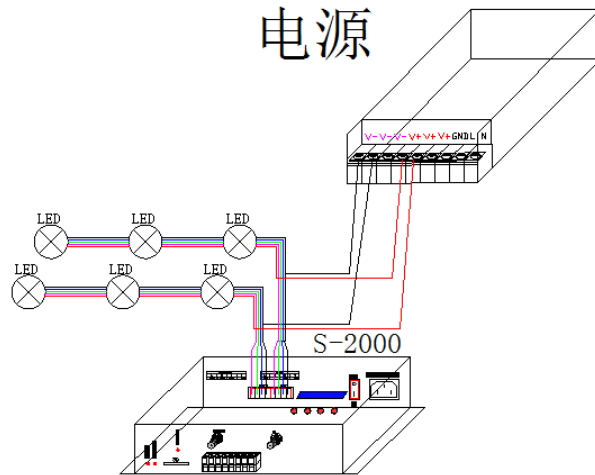 电源
V- V- V- V+ V+ V+ GND L N
LED LED LED
LED LED LED
S-2000